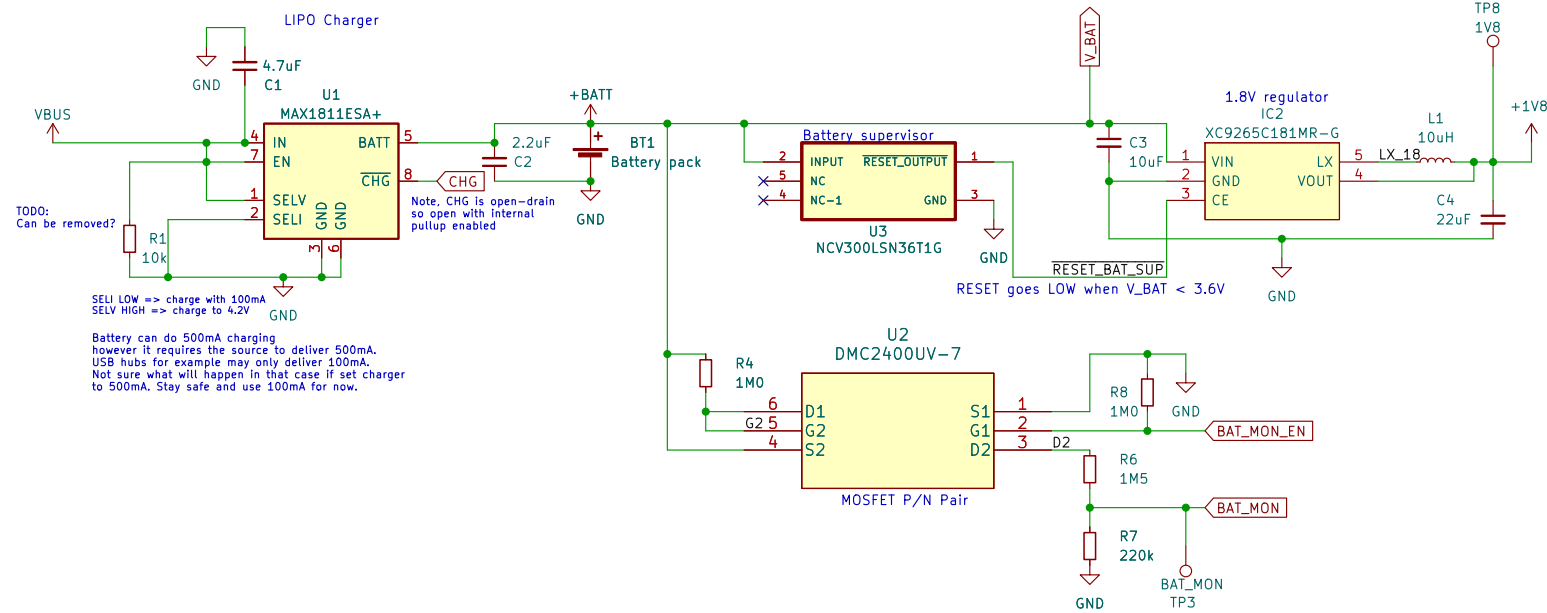 LIPO Charger
GND
4.7uF
C1
VBUS
U1
MAX1811ESA+
4 IN
7 EN
1 SELV
2 SELI
BATT 5
CHG 8
GND 3
GND 6
CHG
Note, CHG is open-drain
so open with internal
pullup enabled
TODO:
Can be removed?
R1
10k
GND
SELI LOW => charge with 100mA
SELV HIGH => charge to 4.2V
Battery can do 500mA charging
however it requires the source to deliver 500mA.
USB hubs for example may only deliver 100mA.
Not sure what will happen in that case if set charger
to 500mA. Stay safe and use 100mA for now.
+BATT
2.2uF
C2
BT1
Battery pack
GND
Battery supervisor
2 INPUT
5 NC
4 NC-1
RESET_OUTPUT 1
GND 3
U3
NCV300LSN36T1G
GND
RESET_BAT_SUP
RESET goes LOW when V_BAT < 3.6V
V_BAT
C3
10uF
1.8V regulator
IC2
XC9265C181MR-G
1 VIN
2 GND
3 CE
LX 5
VOUT 4
LX_18
L1
10uH
TP8
1V8
+1V8
C4
22uF
GND
U2
DMC2400UV-7
R4
1M0
6 D1
G2 5 G2
4 S2
S1 1
G1 2
D2 3
D2
MOSFET P/N Pair
R8
1M0
GND
BAT_MON_EN
R6
1M5
BAT_MON
R7
220k
GND
BAT_MON
TP3